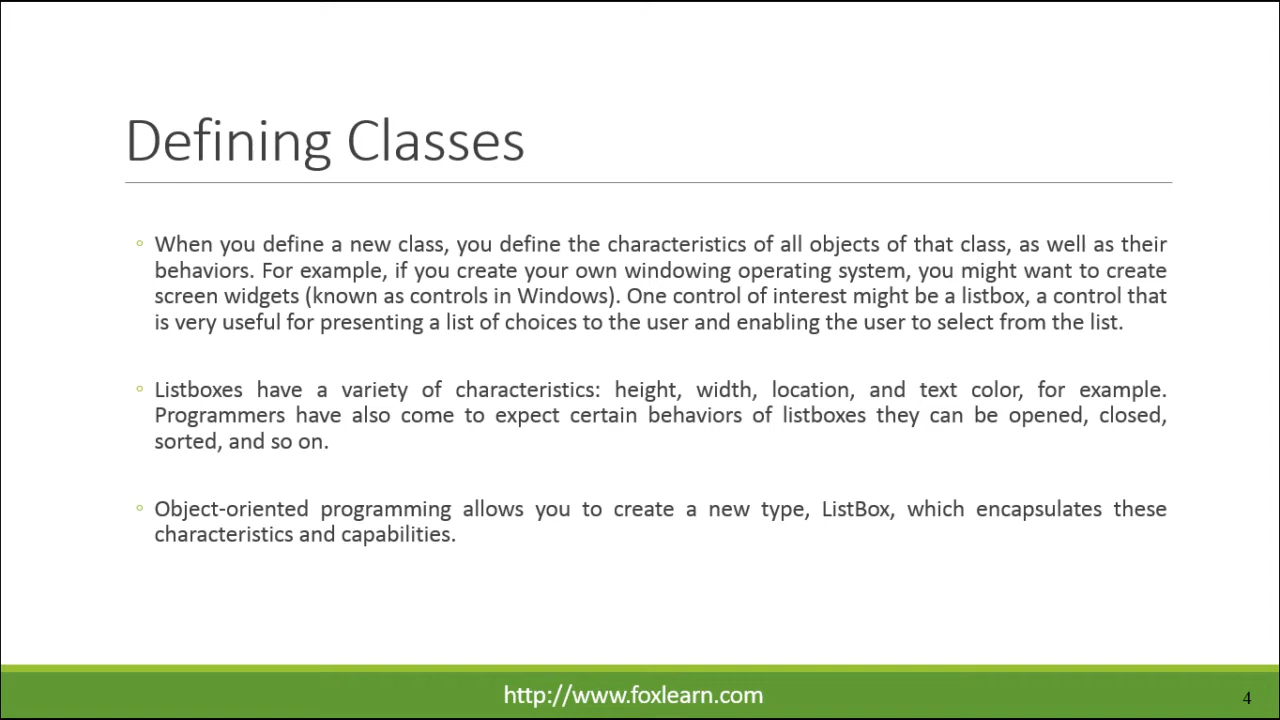 Defining Classes
◦ When you define a new class, you define the characteristics of all objects of that class, as well as their
behaviors. For example, if you create your own windowing operating system, you might want to create
screen widgets (known as controls in Windows). One control of interest might be a listbox, a control that
is very useful for presenting a list of choices to the user and enabling the user to select from the list.
◦ Listboxes have a variety of characteristics: height, width, location, and text color, for example.
Programmers have also come to expect certain behaviors of listboxes they can be opened, closed,
sorted, and so on.
◦ Object-oriented programming allows you to create a new type, ListBox, which encapsulates these
characteristics and capabilities.
http://www.foxlearn.com
4